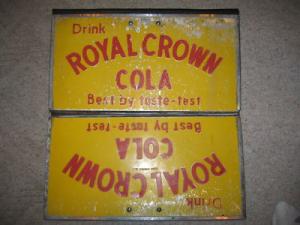 Drink
ROYAL CROWN
COLA
Best by taste-test
Best by taste-test
COLA
ROYAL CROWN
Drink